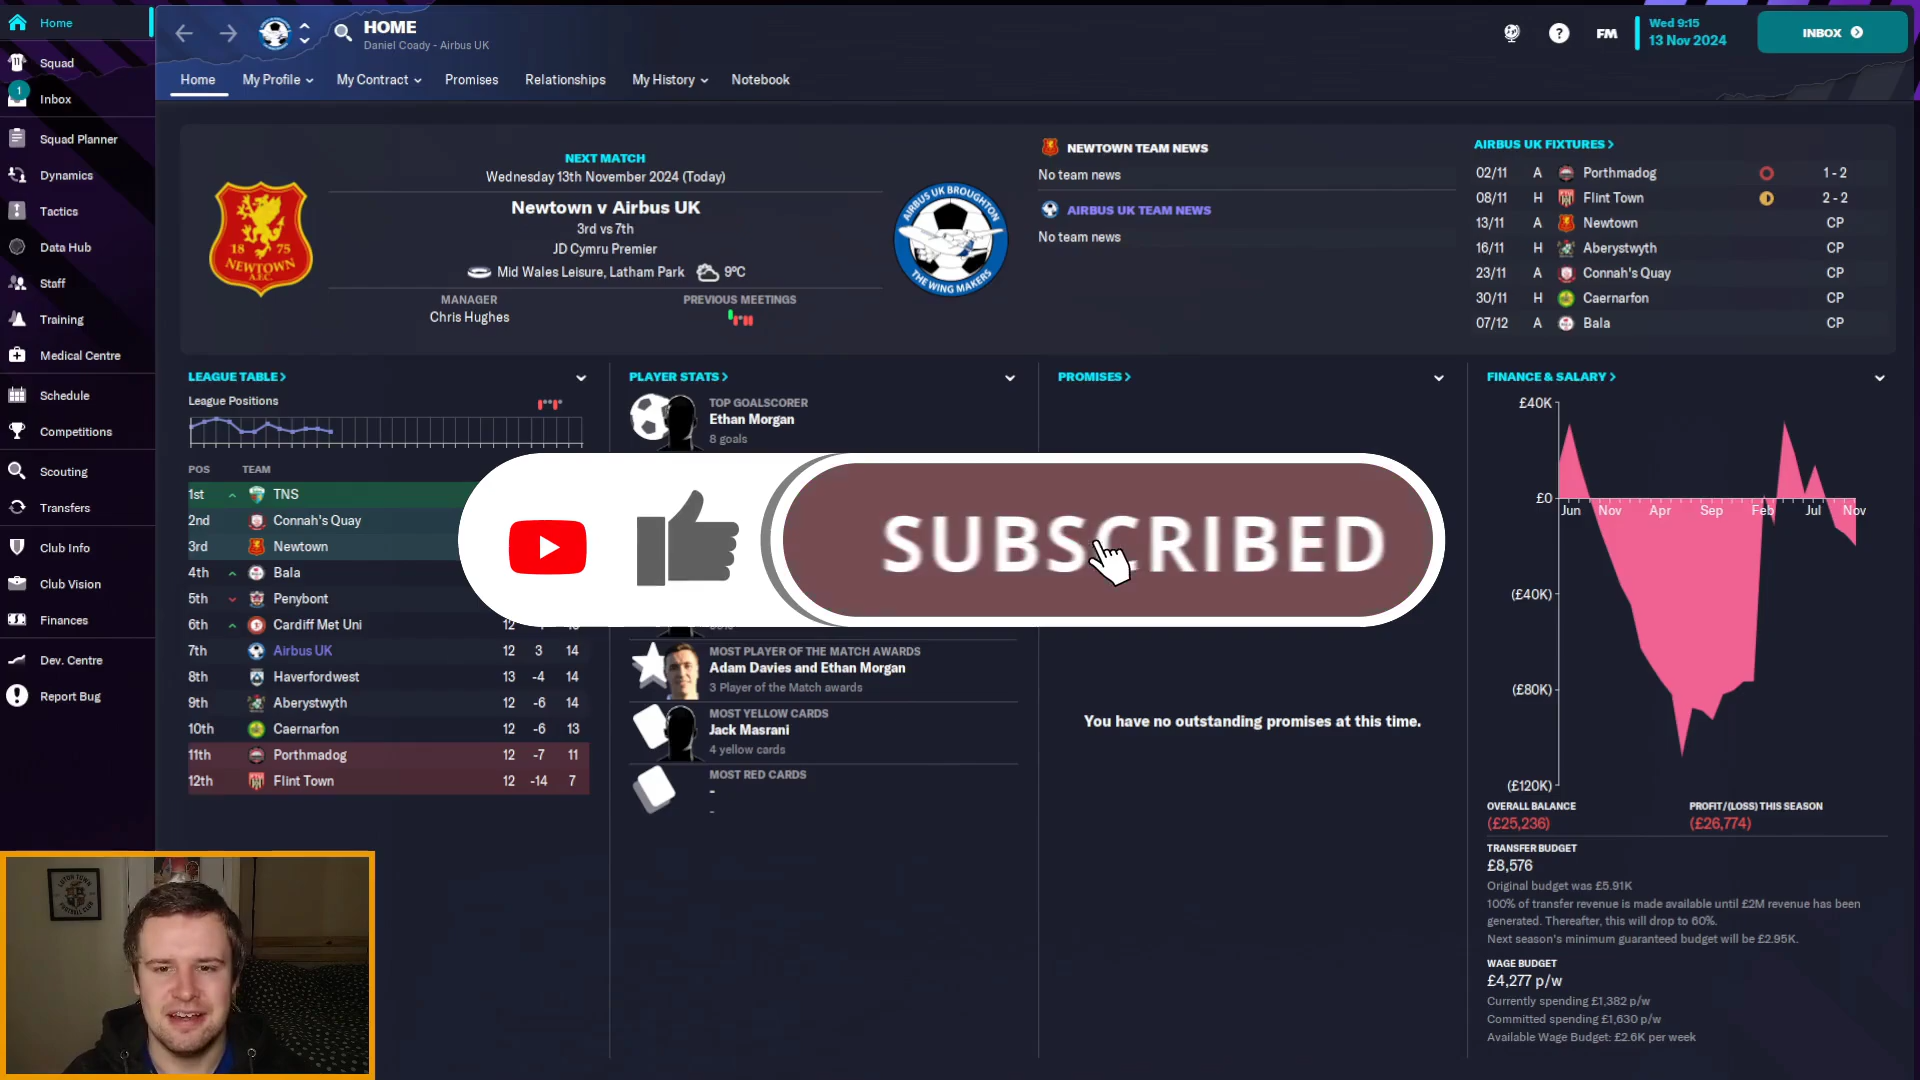 Home
Squad
1
Inbox
Squad Planner
Dynamics
Tactics
Data Hub
Staff
Training
Medical Centre
Schedule
Competitions
Scouting
Transfers
Club Info
Club Vision
Finances
Dev. Centre
Report Bug
HOME
Daniel Coady - Airbus UK
FM
Wed 9:15
13 Nov 2024
INBOX
Home
My Profile
My Contract
Promises
Relationships
My History
Notebook
18 75
NEWTOWN
A.F.C.
NEXT MATCH
Wednesday 13th November 2024 (Today)
Newtown v Airbus UK
3rd vs 7th
JD Cymru Premier
Mid Wales Leisure, Latham Park
9°C
MANAGER
Chris Hughes
PREVIOUS MEETINGS
AIRBUS UK BROUGHTON
THE WING MAKERS
NEWTOWN TEAM NEWS
No team news
AIRBUS UK TEAM NEWS
No team news
AIRBUS UK FIXTURES >
02/11 A Porthmadog 1 - 2
08/11 H Flint Town 2 - 2
13/11 A Newtown CP
16/11 H Aberystwyth CP
23/11 A Connah's Quay CP
30/11 H Caernarfon CP
07/12 A Bala CP
LEAGUE TABLE >
League Positions
POS TEAM
1st TNS
2nd Connah's Quay
3rd Newtown
4th Bala
5th Penybont
6th Cardiff Met Uni 12
7th Airbus UK 12 3 14
8th Haverfordwest 13 -4 14
9th Aberystwyth 12 -6 14
10th Caernarfon 12 -6 13
11th Porthmadog 12 -7 11
12th Flint Town 12 -14 7
PLAYER STATS >
TOP GOALSCORER
Ethan Morgan
8 goals
SUBSCRIBED
MOST PLAYER OF THE MATCH AWARDS
Adam Davies and Ethan Morgan
3 Player of the Match awards
MOST YELLOW CARDS
Jack Masrani
4 yellow cards
MOST RED CARDS
-
-
PROMISES >
You have no outstanding promises at this time.
FINANCE & SALARY >
£40K
£0
(£40K)
(£80K)
(£120K)
Jun Nov Apr Sep Feb Jul Nov
OVERALL BALANCE
(£25,236)
PROFIT/(LOSS) THIS SEASON
(£26,774)
TRANSFER BUDGET
£8,576
Original budget was £5.91K
100% of transfer revenue is made available until £2M revenue has been
generated. Thereafter, this will drop to 60%.
Next season's minimum guaranteed budget will be £2.95K.
WAGE BUDGET
£4,277 p/w
Currently spending £1,382 p/w
Committed spending £1,630 p/w
Available Wage Budget: £2.6K per week
LUTON TOWN
FOOTBALL CLUB